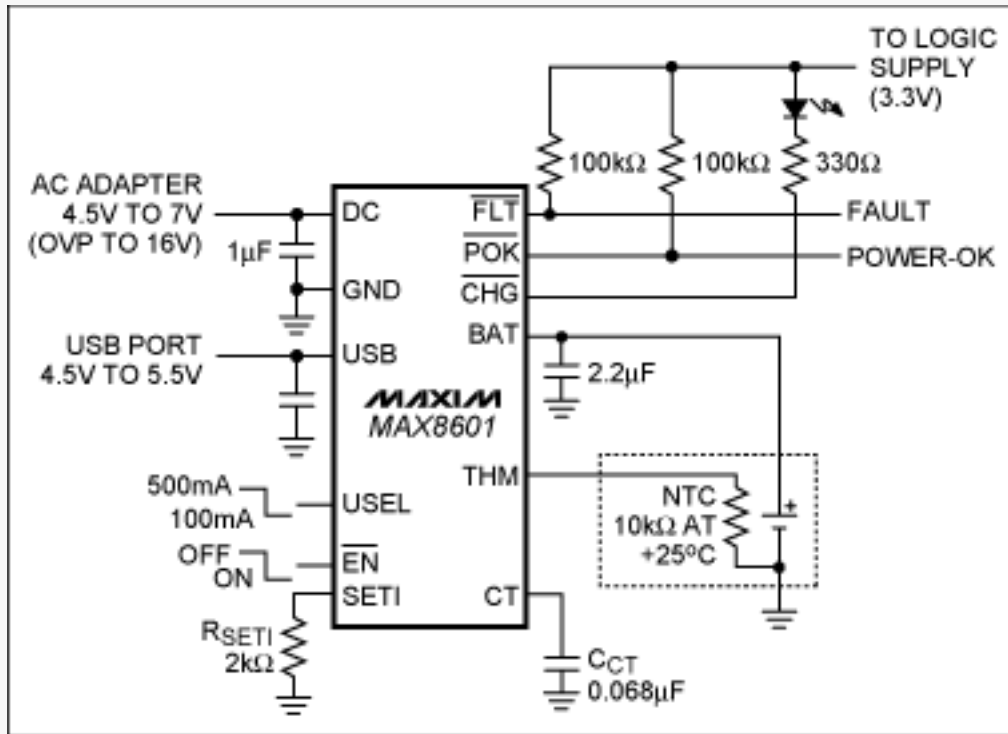 TO LOGIC
SUPPLY
(3.3V)
100kΩ
100kΩ
330Ω
AC ADAPTER
4.5V TO 7V
(OVP TO 16V)
1µF
DC
GND
FLT
POK
CHG
BAT
FAULT
POWER-OK
USB PORT
4.5V TO 5.5V
USB
2.2µF
MAXIM
MAX8601
THM
NTC
10kΩ AT
+25ºC
+
500mA
100mA
USEL
OFF
ON
EN
SETI
CT
RSETI
2kΩ
CCT
0.068µF